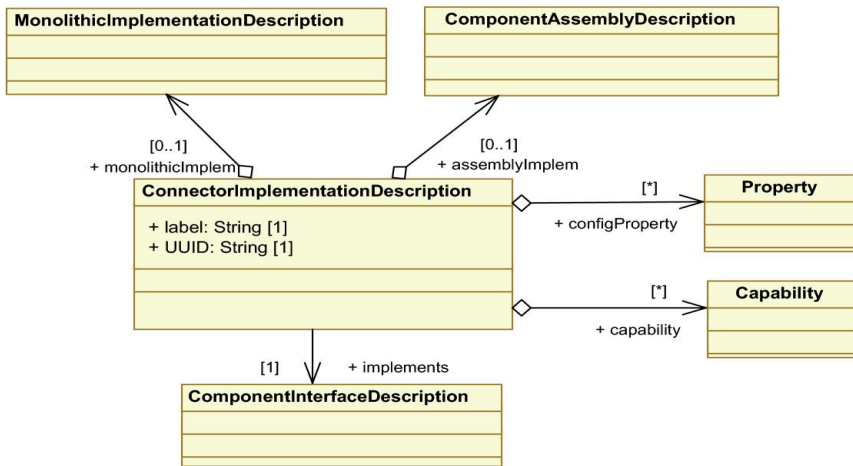 MonolithicImplementationDescription
ComponentAssemblyDescription
[0..1]
+ monolithicImplem
[0..1]
+ assemblyImplem
ConnectorImplementationDescription
+ label: String [1]
+ UUID: String [1]
[*]
+ configProperty
Property
[*]
+ capability
Capability
[1]
+ implements
ComponentInterfaceDescription